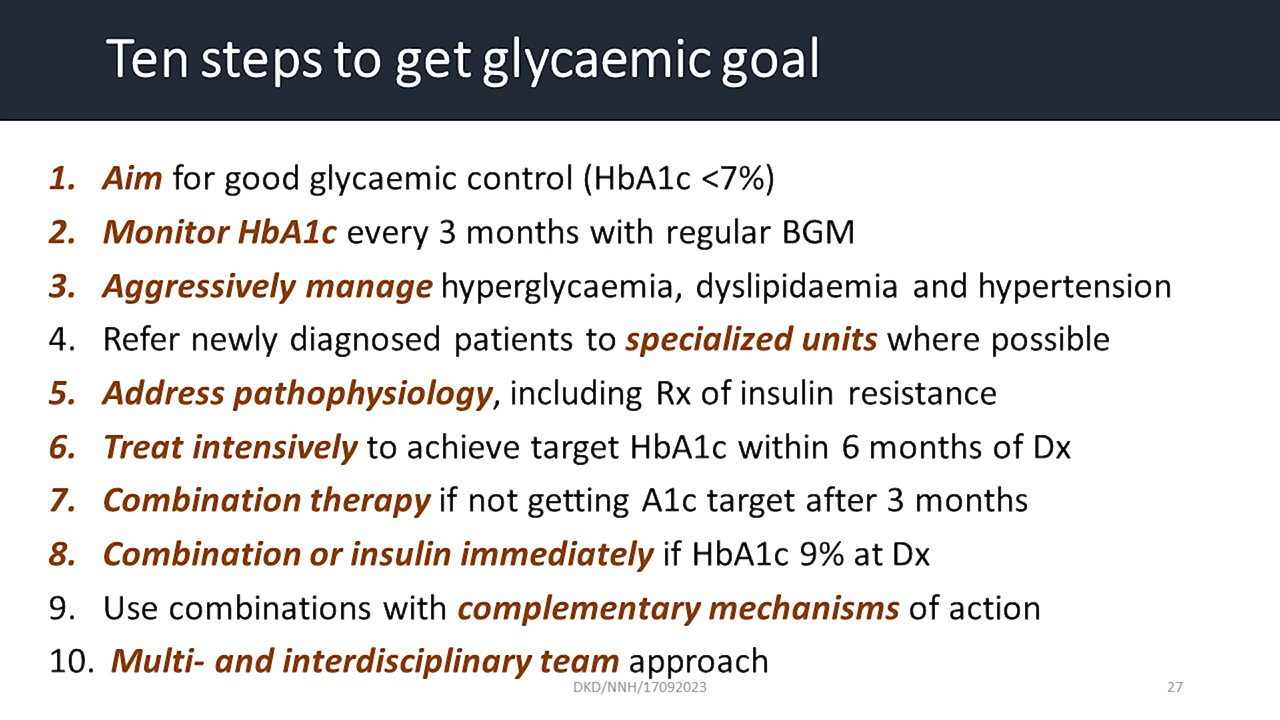 Ten steps to get glycaemic goal
1. Aim for good glycaemic control (HbA1c <7%)
2. Monitor HbA1c every 3 months with regular BGM
3. Aggressively manage hyperglycaemia, dyslipidaemia and hypertension
4. Refer newly diagnosed patients to specialized units where possible
5. Address pathophysiology, including Rx of insulin resistance
6. Treat intensively to achieve target HbA1c within 6 months of Dx
7. Combination therapy if not getting A1c target after 3 months
8. Combination or insulin immediately if HbA1c 9% at Dx
9. Use combinations with complementary mechanisms of action
10. Multi- and interdisciplinary team approach
DKD/NNH/17092023
27